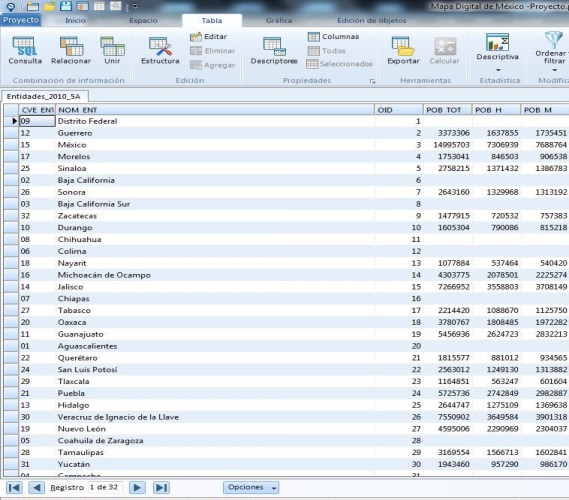 Mapa Digital de México -Proyecto.
Proyecto Inicio Espacio Tabla Gráfica Edición de objetos
SQL
Consulta Relacionar Unir Estructura Editar Eliminar Agregar Descriptores Columnas Todos Seleccionados Exportar Calcular Descriptiva Ordenar filtrar
Combinación de información Edición Propiedades Herramientas Estadística Modific
Entidades_2010_5A
CVE_ENT NOM_ENT OID POB_TOT POB_H POB_M
09 Distrito Federal 1
12 Guerrero 2 3373306 1637855 1735451
15 México 3 14995703 7306939 7688764
17 Morelos 4 1753041 846503 906538
25 Sinaloa 5 2758215 1371432 1386783
02 Baja California 6
26 Sonora 7 2643160 1329968 1313192
03 Baja California Sur 8
32 Zacatecas 9 1477915 720532 757383
10 Durango 10 1605304 790086 815218
08 Chihuahua 11
06 Colima 12
18 Nayarit 13 1077884 537464 540420
16 Michoacán de Ocampo 14 4303775 2078501 2225274
14 Jalisco 15 7266952 3558803 3708149
07 Chiapas 16
27 Tabasco 17 2214420 1088670 1125750
20 Oaxaca 18 3780767 1808485 1972282
11 Guanajuato 19 5456936 2624723 2832213
01 Aguascalientes 20
22 Querétaro 21 1815577 881012 934565
24 San Luis Potosí 22 2563012 1249130 1313882
29 Tlaxcala 23 1164851 563247 601604
21 Puebla 24 5725736 2742849 2982887
13 Hidalgo 25 2644747 1275109 1369638
30 Veracruz de Ignacio de la Llave 26 7550902 3649584 3901318
19 Nuevo León 27 4595006 2290969 2304037
05 Coahuila de Zaragoza 28
28 Tamaulipas 29 3169554 1566713 1602841
31 Yucatán 30 1943460 957290 986170
04 Campeche 31
Registro 1 de 32 Opciones